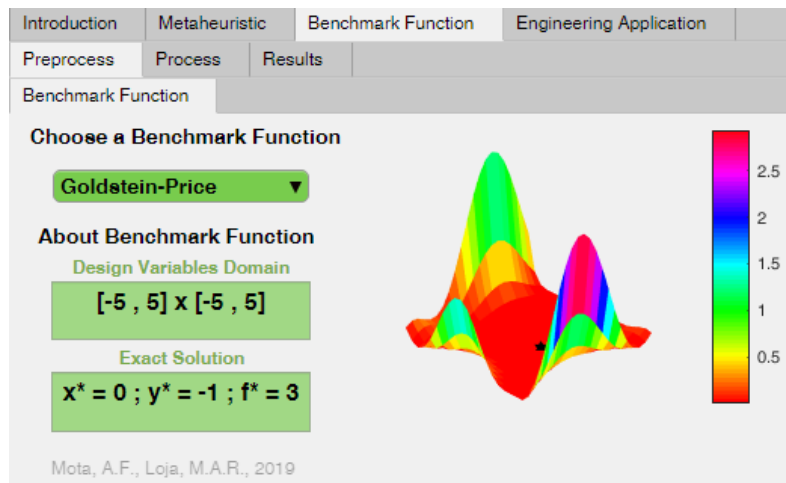 Introduction Metaheuristic Benchmark Function Engineering Application
Preprocess Process Results
Benchmark Function
Choose a Benchmark Function
Goldstein-Price ▼
About Benchmark Function
Design Variables Domain
[-5 , 5] x [-5 , 5]
Exact Solution
x* = 0 ; y* = -1 ; f* = 3
Mota, A.F., Loja, M.A.R., 2019
2.5
2
1.5
1
0.5